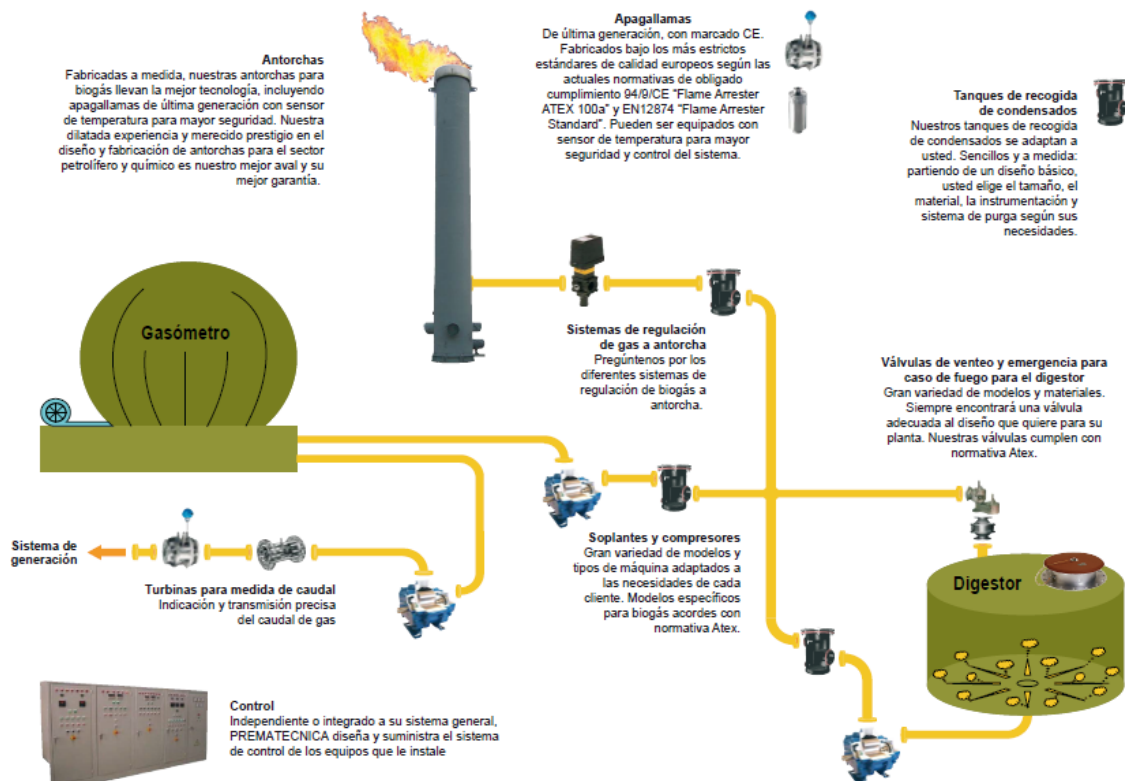 Antorchas
Fabricadas a medida, nuestras antorchas para
biogás llevan la mejor tecnología, incluyendo
apagallamas de última generación con sensor
de temperatura para mayor seguridad. Nuestra
dilatada experiencia y merecido prestigio en el
diseño y fabricación de antorchas para el sector
petrolífero y químico es nuestro mejor aval y su
mejor garantía.
Apagallamas
De última generación, con marcado CE.
Fabricados bajo los más estrictos
estándares de calidad europeos según las
actuales normativas de obligado
cumplimiento 94/9/CE “Flame Arrester
ATEX 100a” y EN12874 “Flame Arrester
Standard”. Pueden ser equipados con
sensor de temperatura para mayor
seguridad y control del sistema.
Tanques de recogida
de condensados
Nuestros tanques de recogida
de condensados se adaptan a
usted. Sencillos y a medida:
partiendo de un diseño básico,
usted elige el tamaño, el
material, la instrumentación y
sistema de purga según sus
necesidades.
Gasómetro
Sistemas de regulación
de gas a antorcha
Pregúntenos por los
diferentes sistemas de
regulación de biogás a
antorcha.
Válvulas de venteo y emergencia para
caso de fuego para el digestor
Gran variedad de modelos y materiales.
Siempre encontrará una válvula
adecuada al diseño que quiere para su
planta. Nuestras válvulas cumplen con
normativa Atex.
Sistema de
generación
Turbinas para medida de caudal
Indicación y transmisión precisa
del caudal de gas
Soplantes y compresores
Gran variedad de modelos y
tipos de máquina adaptados a
las necesidades de cada
cliente. Modelos específicos
para biogás acordes con
normativa Atex.
Digestor
Control
Independiente o integrado a su sistema general,
PREMATECNICA diseña y suministra el sistema
de control de los equipos que le instale